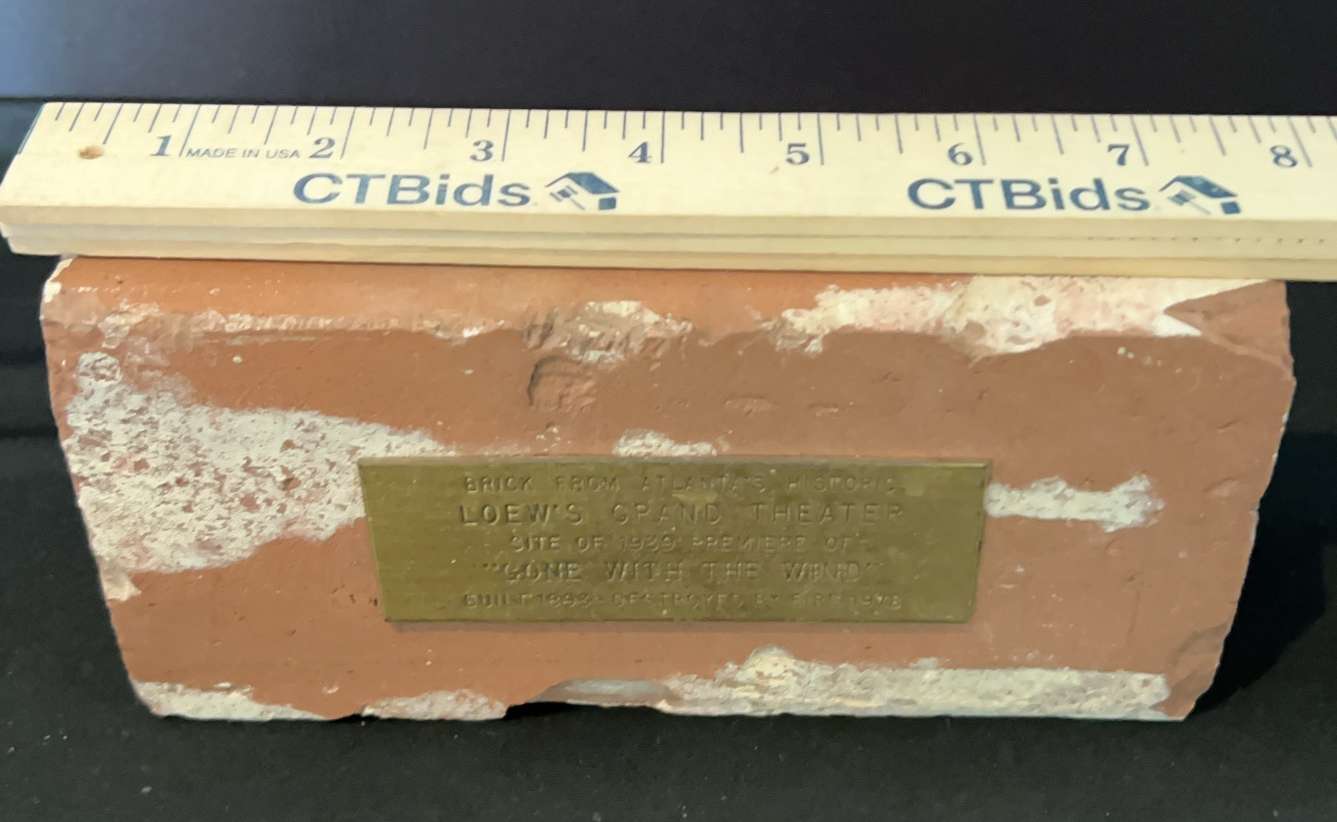 1 MADE IN USA 2 3 4 5 6 7 8
CTBids CTBids
BRICK FROM ATLANTA'S HISTORIC
LOEW'S GRAND THEATER
SITE OF 1939 PREMIERE OF
"GONE WITH THE WIND"
BUILT 1893 - DESTROYED BY FIRE 1978